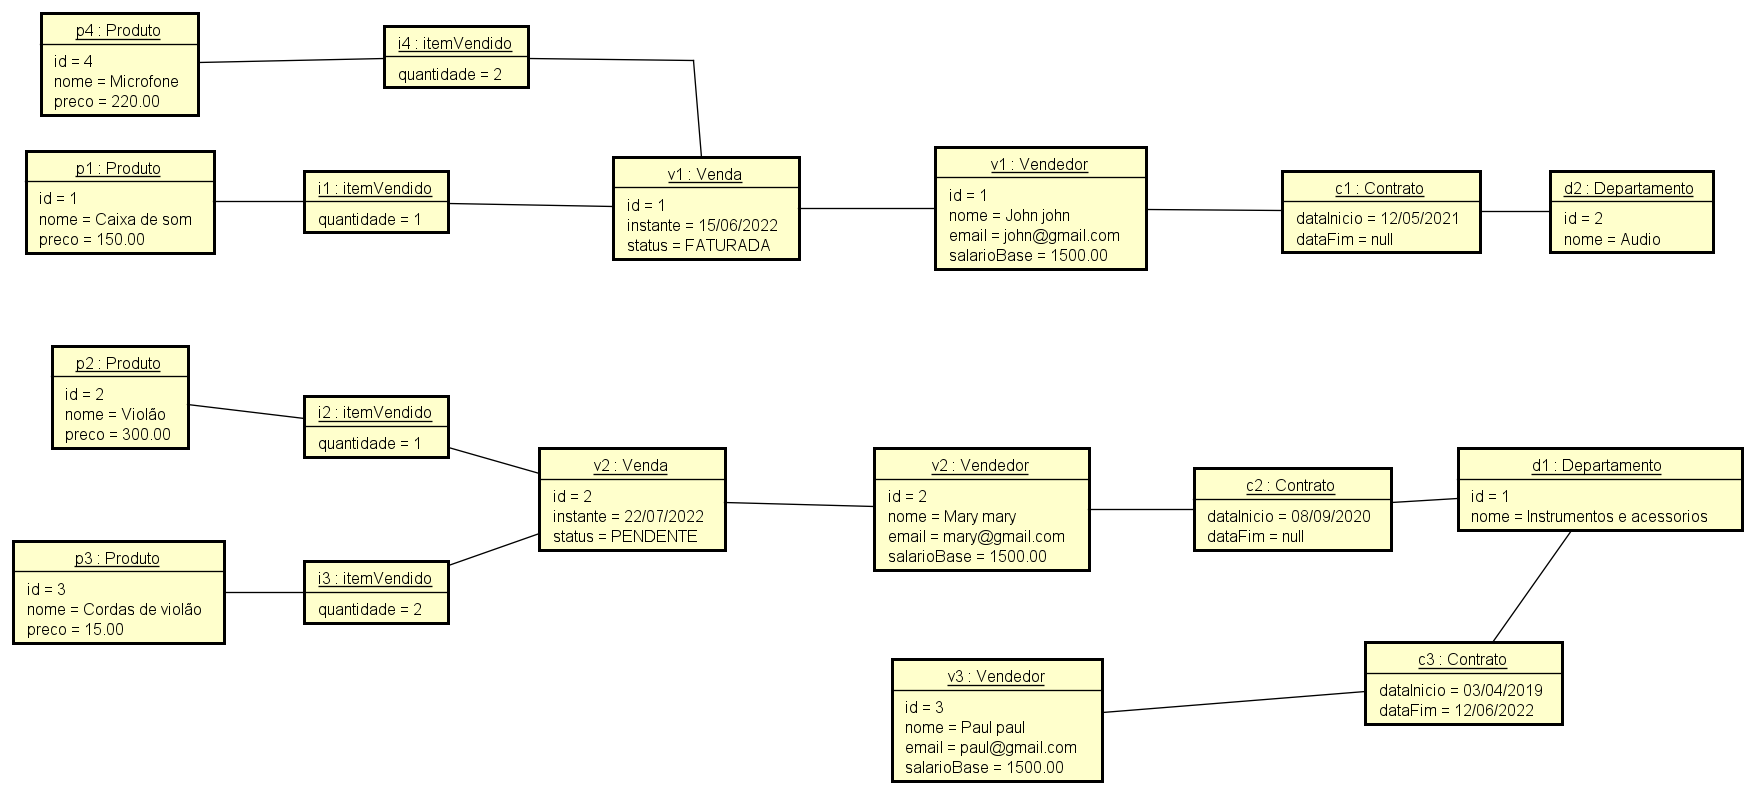 p4 : Produto
id = 4
nome = Microfone
preco = 220.00
i4 : itemVendido
quantidade = 2
p1 : Produto
id = 1
nome = Caixa de som
preco = 150.00
i1 : itemVendido
quantidade = 1
v1 : Venda
id = 1
instante = 15/06/2022
status = FATURADA
v1 : Vendedor
id = 1
nome = John john
email = john@gmail.com
salarioBase = 1500.00
c1 : Contrato
dataInicio = 12/05/2021
dataFim = null
d2 : Departamento
id = 2
nome = Audio
p2 : Produto
id = 2
nome = Violão
preco = 300.00
i2 : itemVendido
quantidade = 1
v2 : Venda
id = 2
instante = 22/07/2022
status = PENDENTE
v2 : Vendedor
id = 2
nome = Mary mary
email = mary@gmail.com
salarioBase = 1500.00
c2 : Contrato
dataInicio = 08/09/2020
dataFim = null
d1 : Departamento
id = 1
nome = Instrumentos e acessorios
p3 : Produto
id = 3
nome = Cordas de violão
preco = 15.00
i3 : itemVendido
quantidade = 2
v3 : Vendedor
id = 3
nome = Paul paul
email = paul@gmail.com
salarioBase = 1500.00
c3 : Contrato
dataInicio = 03/04/2019
dataFim = 12/06/2022